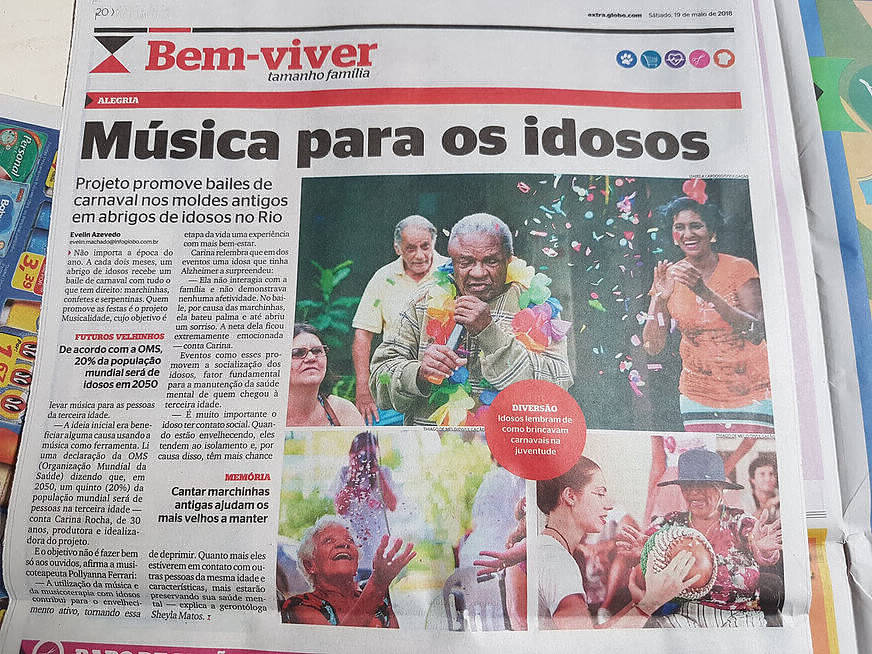 20
extra.globo.com Sábado, 19 de maio de 2018
Bem-viver
tamanho família
ALEGRIA
Música para os idosos
Projeto promove bailes de
carnaval nos moldes antigos
em abrigos de idosos no Rio
Evelin Azevedo
evelin.machado@infoglobo.com.br
Não importa a época do
ano. A cada dois meses, um
abrigo de idosos recebe um
baile de carnaval com tudo o
que tem direito: marchinhas,
confetes e serpentinas. Quem
promove as festas é o projeto
Musicalidade, cujo objetivo é
FUTUROS VELHINHOS
De acordo com a OMS,
20% da população
mundial será de
idosos em 2050
levar música para as pessoas
da terceira idade.
— A ideia inicial era bene-
ficiar alguma causa usando a
música como ferramenta. Li
uma declaração da OMS
(Organização Mundial da
Saúde) dizendo que, em
2050, um quinto (20%) da
população mundial será de
pessoas na terceira idade —
conta Carina Rocha, de 30
anos, produtora e idealiza-
dora do projeto.
E o objetivo não é fazer bem
só aos ouvidos, afirma a musi-
coterapeuta Pollyanna Ferrari:
— A utilização da música e
da musicoterapia com idosos
contribui para o envelheci-
mento ativo, tornando essa
etapa da vida uma experiência
com mais bem-estar.
Carina relembra que em dos
eventos uma idosa que tinha
Alzheimer a surpreendeu:
— Ela não interagia com a
família e não demonstrava
nenhuma afetividade. No bai-
le, por causa das marchinhas,
ela bateu palma e até abriu
um sorriso. A neta dela ficou
extremamente emocionada
— conta Carina.
Eventos como esses pro-
movem a socialização dos
idosos, fator fundamental
para a manutenção da saúde
mental de quem chegou à
terceira idade.
— É muito importante o
idoso ter contato social. Quan-
do estão envelhecendo, eles
tendem ao isolamento e, por
causa disso, têm mais chance
MEMÓRIA
Cantar marchinhas
antigas ajudam os
mais velhos a manter
de deprimir. Quanto mais eles
estiverem em contato com ou-
tras pessoas da mesma idade e
características, mais estarão
preservando sua saúde men-
tal — explica a gerontóloga
Sheyla Matos.
DIVERSÃO
Idosos lembram de
como brincavam
carnavais na
juventude
Personal
3,39
1,67